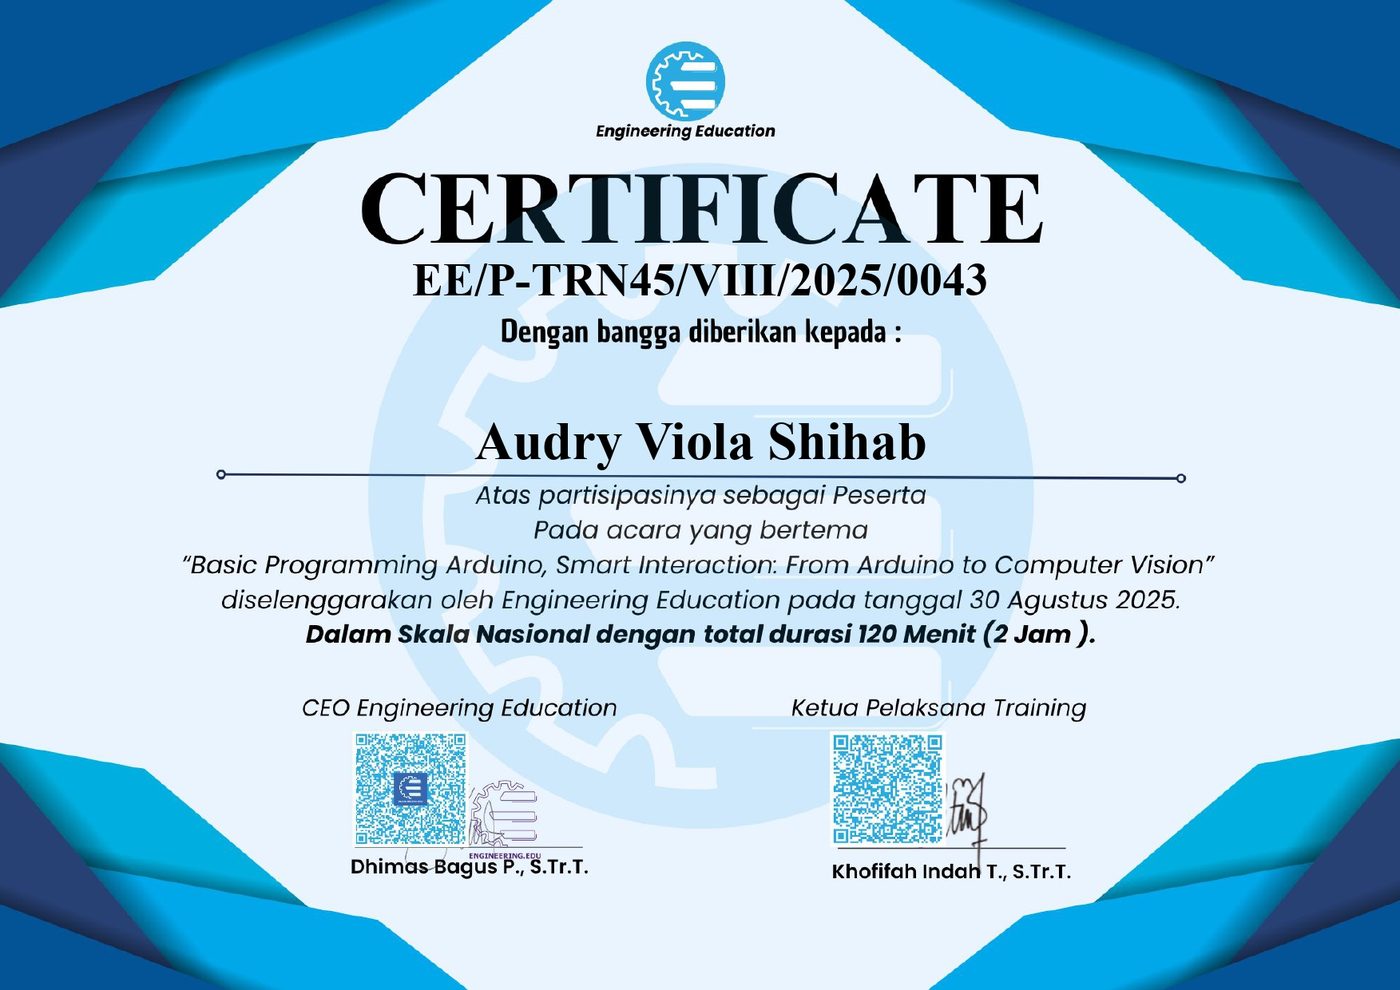 Engineering Education
CERTIFICATE
EE/P-TRN45/VIII/2025/0043
Dengan bangga diberikan kepada :
Audry Viola Shihab
Atas partisipasinya sebagai Peserta
Pada acara yang bertema
“Basic Programming Arduino, Smart Interaction: From Arduino to Computer Vision”
diselenggarakan oleh Engineering Education pada tanggal 30 Agustus 2025.
Dalam Skala Nasional dengan total durasi 120 Menit (2 Jam ).
CEO Engineering Education
ENGINEERING.EDU
Dhimas Bagus P., S.Tr.T.
Ketua Pelaksana Training
Khofifah Indah T., S.Tr.T.